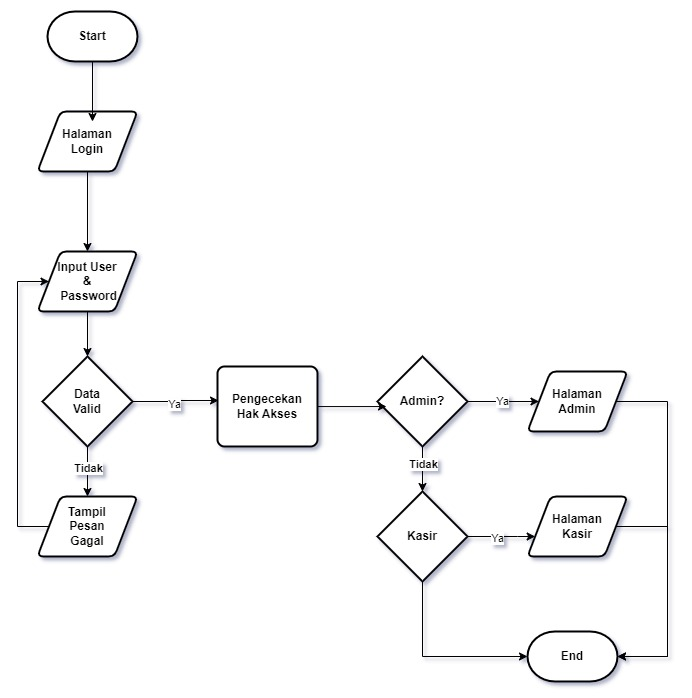 Start
Halaman
Login
Input User
&
Password
Data
Valid
Ya
Pengecekan
Hak Akses
Admin?
Ya
Halaman
Admin
Tidak
Tidak
Tampil
Pesan
Gagal
Kasir
Ya
Halaman
Kasir
End